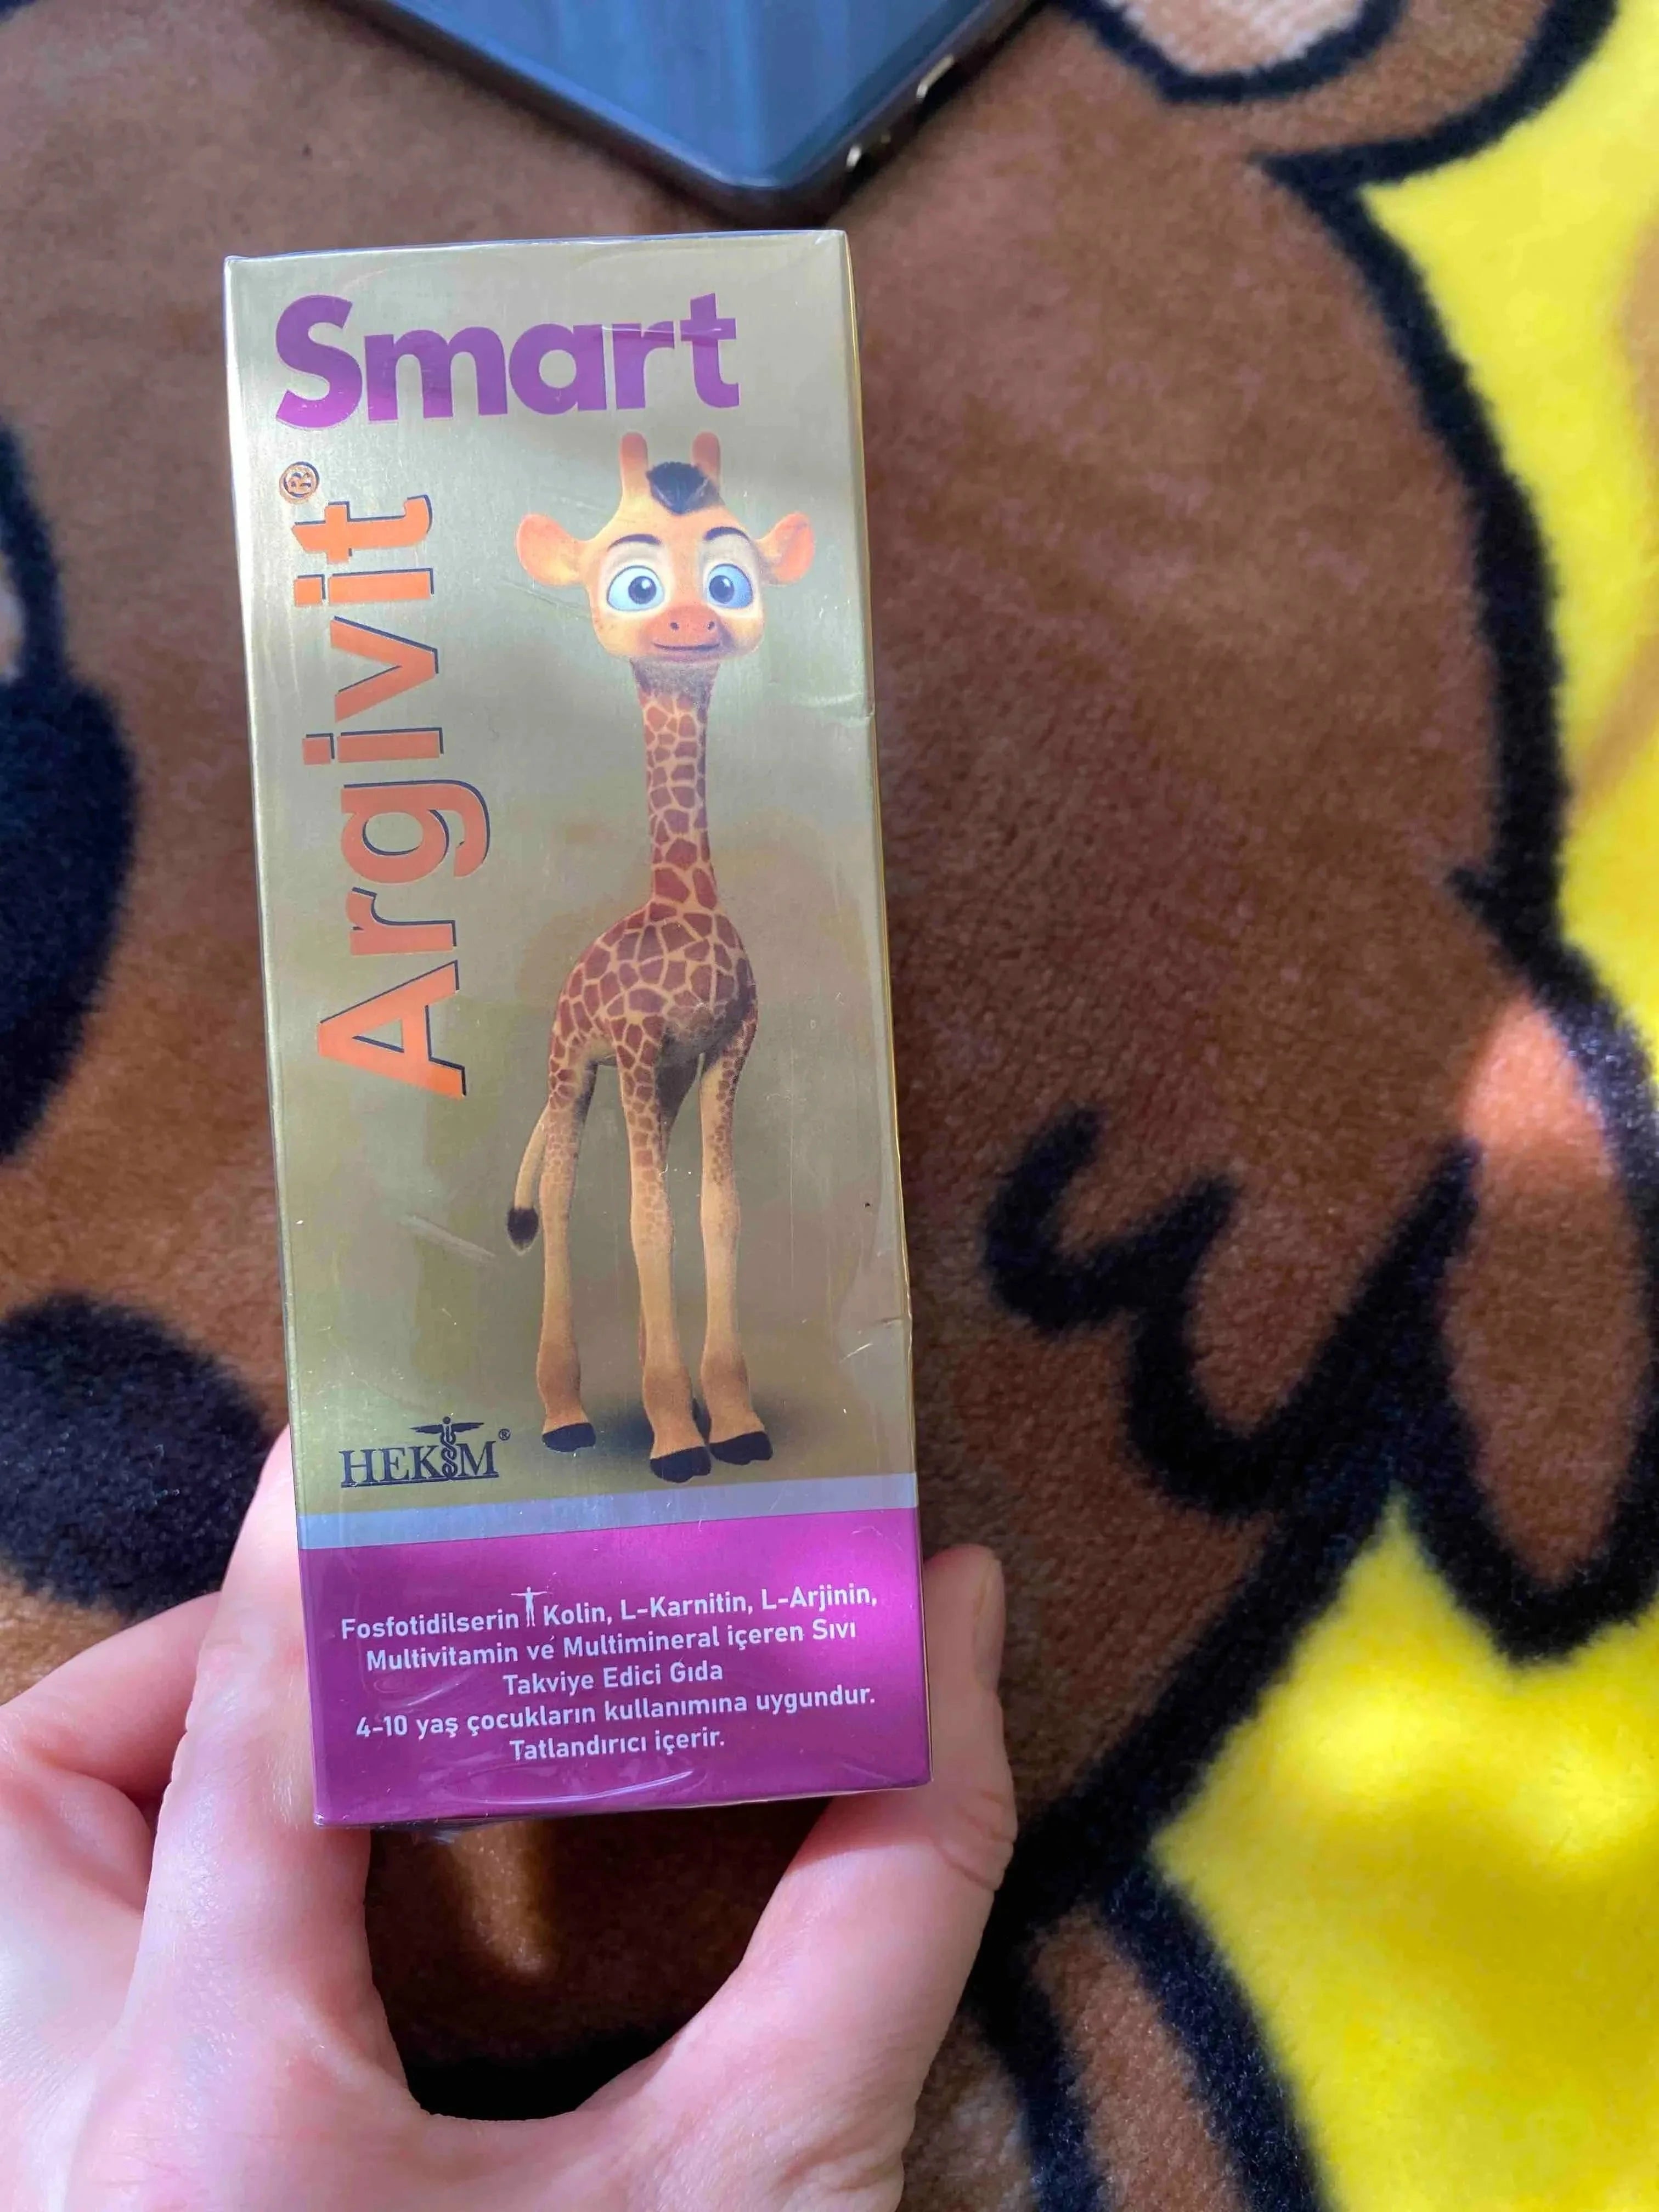 Smart
Argivit®
HEKİM®
Fosfotidilserin Kolin, L-Karnitin, L-Arjinin,
Multivitamin ve Multimineral içeren Sıvı
Takviye Edici Gıda
4-10 yaş çocukların kullanımına uygundur.
Tatlandırıcı içerir.